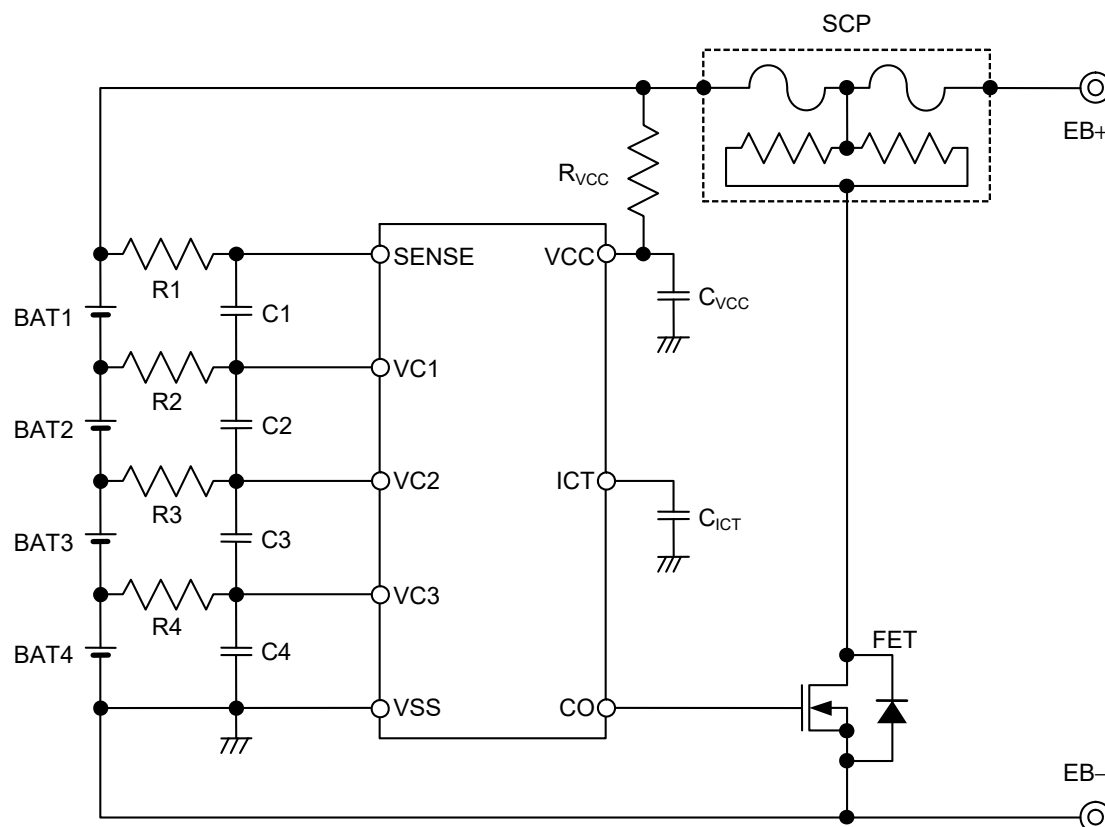 SCP
EB+
RVCC
SENSE
VCC
R1
C1
CVCC
BAT1
VC1
R2
BAT2
C2
VC2
ICT
R3
CICT
BAT3
C3
VC3
R4
FET
BAT4
C4
VSS
CO
EB−